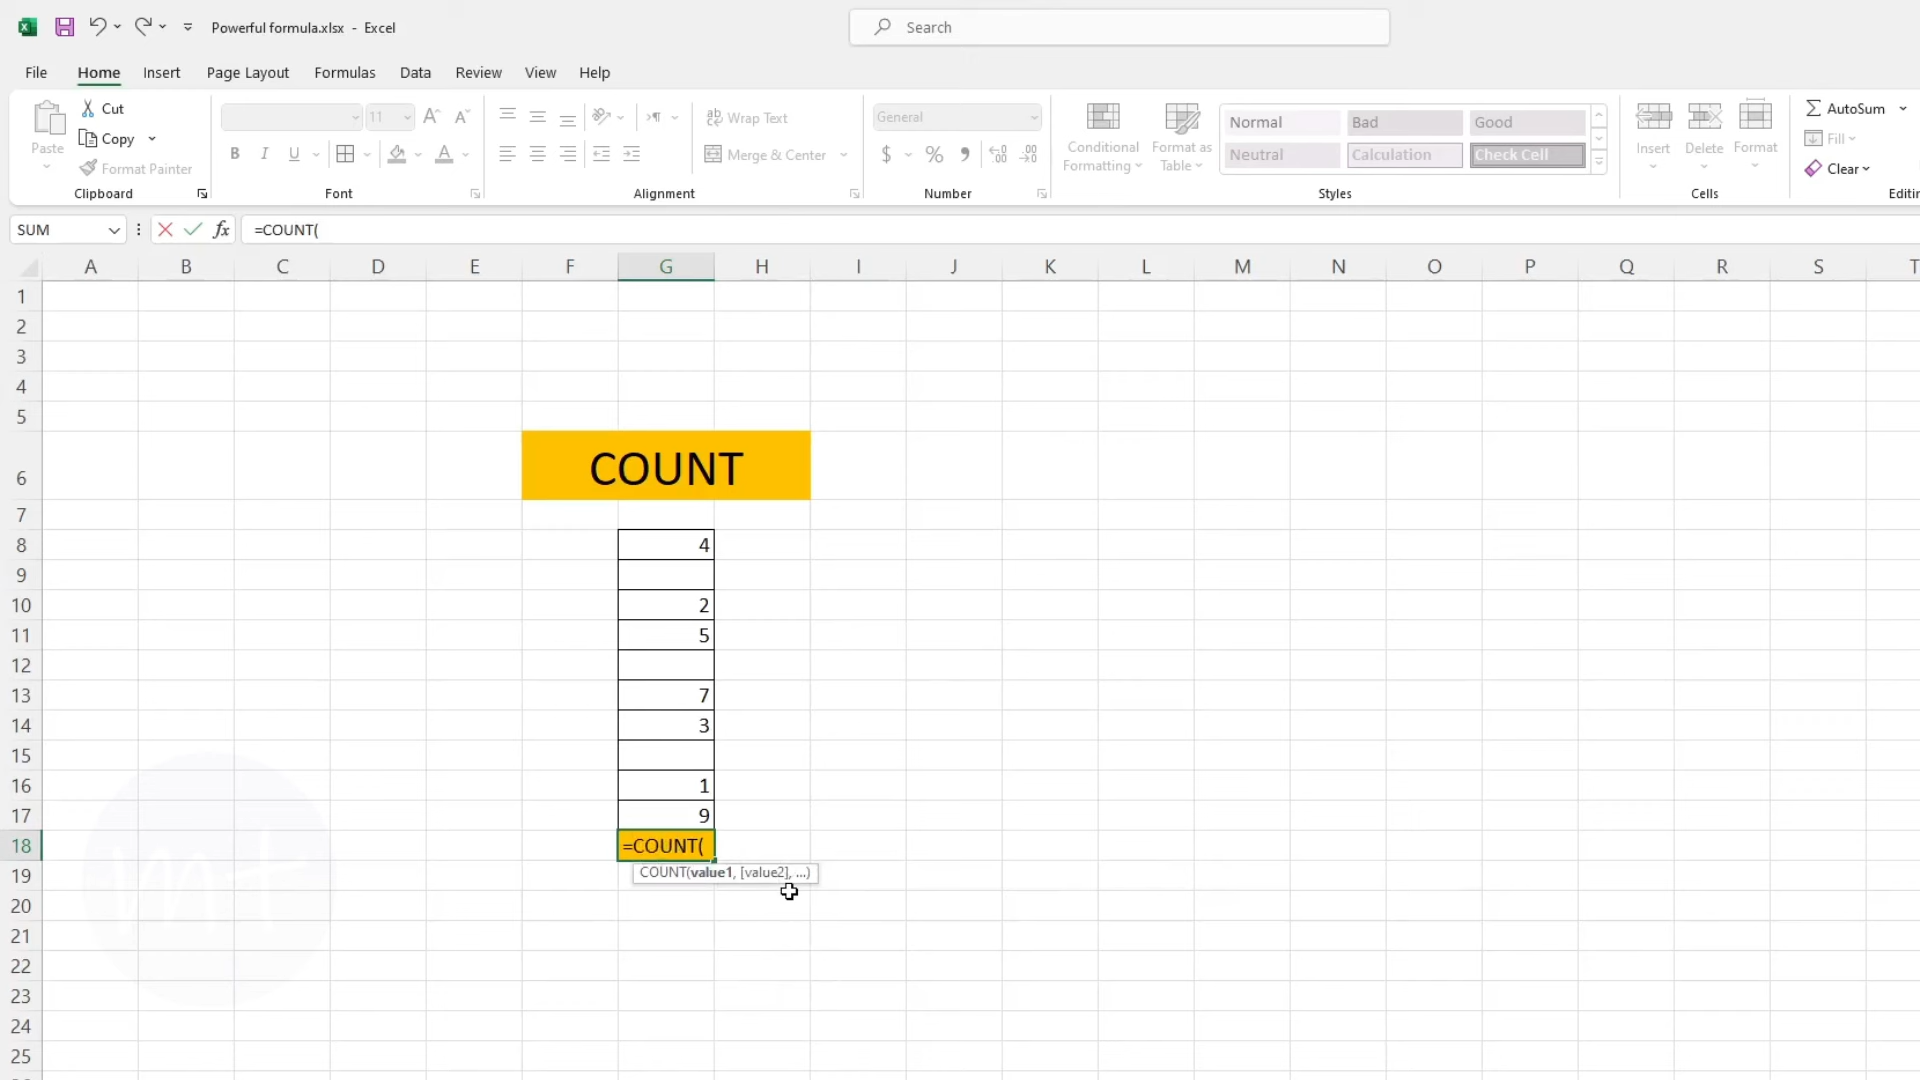 Powerful formula.xlsx - Excel
Search
File Home Insert Page Layout Formulas Data Review View Help
Paste
Cut
Copy
Format Painter
Clipboard
11
B I U
Font
Wrap Text
Merge & Center
Alignment
General
$ % 9
Number
Conditional Formatting
Format as Table
Normal Bad Good
Neutral Calculation Check Cell
Styles
Insert Delete Format
Cells
AutoSum
Fill
Clear
Editin
SUM
fx
=COUNT(
A B C D E F G H I J K L M N O P Q R S T
1
2
3
4
5
6 COUNT
7
8 4
9
10 2
11 5
12
13 7
14 3
15
16 1
17 9
18 =COUNT(
COUNT(value1, [value2], ...)
19
20
21
22
23
24
25
mt